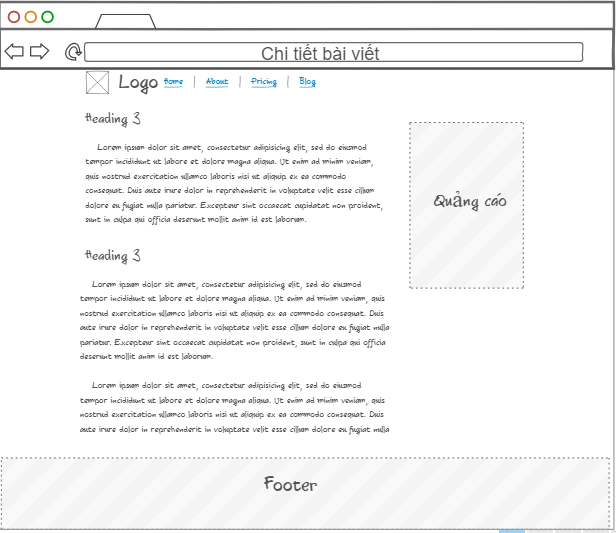 Chi tiết bài viết
Logo Home | About | Pricing | Blog
Heading 3
Lorem ipsum dolor sit amet, consectetur adipisicing elit, sed do eiusmod
tempor incididunt ut labore et dolore magna aliqua. Ut enim ad minim veniam,
quis nostrud exercitation ullamco laboris nisi ut aliquip ex ea commodo
consequat. Duis aute irure dolor in reprehenderit in voluptate velit esse cillum
dolore eu fugiat nulla pariatur. Excepteur sint occaecat cupidatat non proident,
sunt in culpa qui officia deserunt mollit anim id est laborum.
Quảng cáo
Heading 3
Lorem ipsum dolor sit amet, consectetur adipisicing elit, sed do eiusmod
tempor incididunt ut labore et dolore magna aliqua. Ut enim ad minim veniam, quis
nostrud exercitation ullamco laboris nisi ut aliquip ex ea commodo consequat. Duis
aute irure dolor in reprehenderit in voluptate velit esse cillum dolore eu fugiat nulla
pariatur. Excepteur sint occaecat cupidatat non proident, sunt in culpa qui officia
deserunt mollit anim id est laborum.
Lorem ipsum dolor sit amet, consectetur adipisicing elit, sed do eiusmod
tempor incididunt ut labore et dolore magna aliqua. Ut enim ad minim veniam, quis
nostrud exercitation ullamco laboris nisi ut aliquip ex ea commodo consequat. Duis
aute irure dolor in reprehenderit in voluptate velit esse cillum dolore eu fugiat nulla
Footer